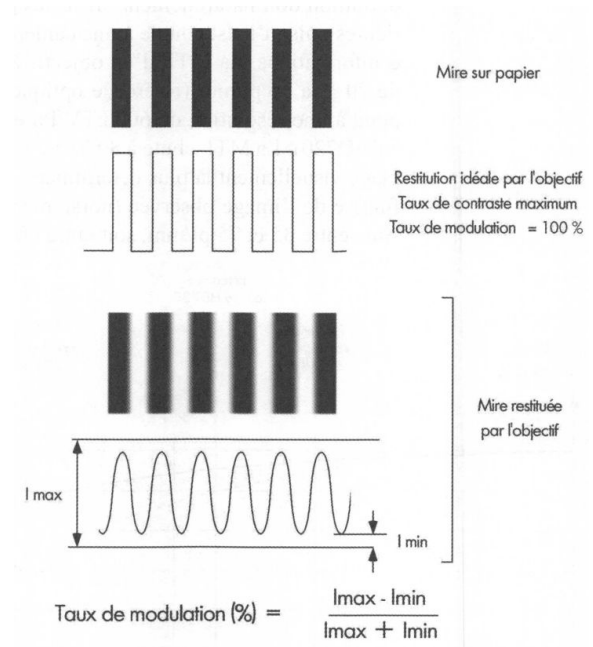 Mire sur papier
Restitution idéale par l'objectif
Taux de contraste maximum
Taux de modulation = 100 %
Mire restituée
par l'objectif
I max
I min
Taux de modulation (%) = Imax - Imin
Imax + Imin